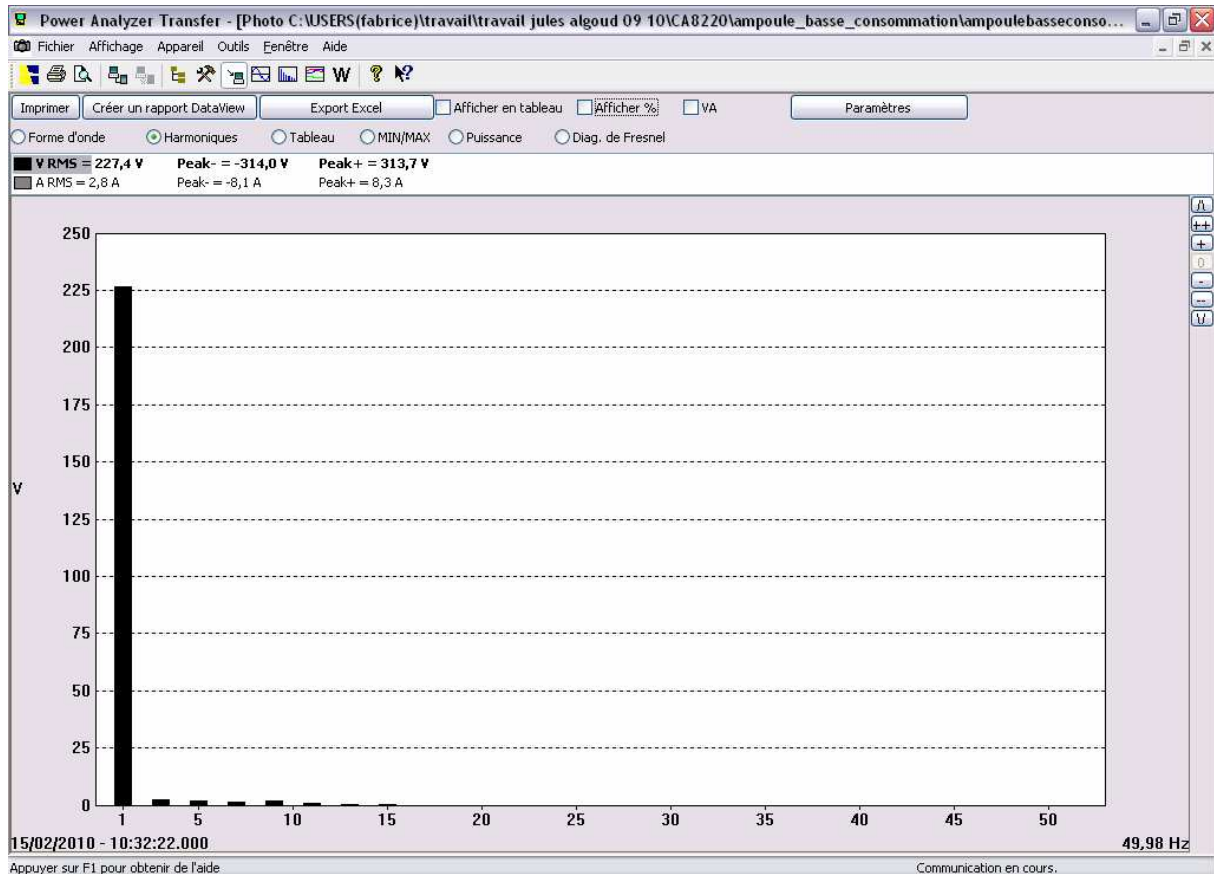 Power Analyzer Transfer - [Photo C:\USERS(fabrice)\travail\travail jules algoud 09 10\CA8220\ampoule_basse_consommation\ampoulebasseconso...
Fichier Affichage Appareil Outils Fenêtre Aide
W
Imprimer Créer un rapport DataView Export Excel Afficher en tableau Afficher % VA Paramètres
Forme d'onde Harmoniques Tableau MIN/MAX Puissance Diag. de Fresnel
V RMS = 227,4 V Peak- = -314,0 V Peak+ = 313,7 V
A RMS = 2,8 A Peak- = -8,1 A Peak+ = 8,3 A
250
225
200
175
150
V
125
100
75
50
25
0
1 5 10 15 20 25 30 35 40 45 50
15/02/2010 - 10:32:22.000 49,98 Hz
Appuyer sur F1 pour obtenir de l'aide Communication en cours.
++
+
0
-
--